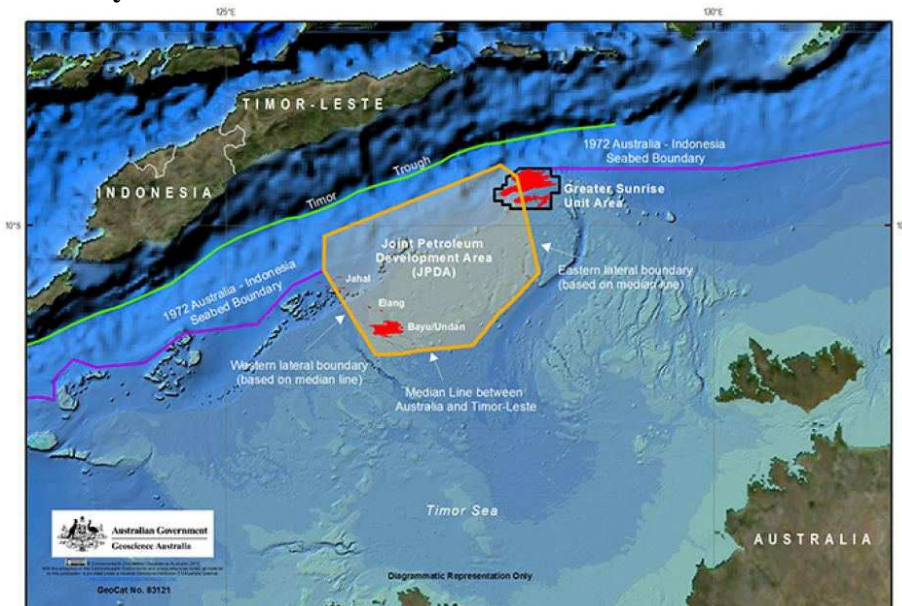 125°E
130°E
TIMOR-LESTE
1972 Australia - Indonesia
Seabed Boundary
Trough
INDONESIA
Timor
Greater Sunrise
Unit Area
10°S
10°S
Joint Petroleum
Development Area
(JPDA)
Eastern lateral boundary
(based on median line)
Jahal
1972 Australia - Indonesia
Seabed Boundary
Elang
Bayu/Undan
Western lateral boundary
(based on median line)
Median Line between
Australia and Timor-Leste
Timor Sea
AUSTRALIA
Australian Government
Geoscience Australia
Diagrammatic Representation Only
GeoCat No. 83121